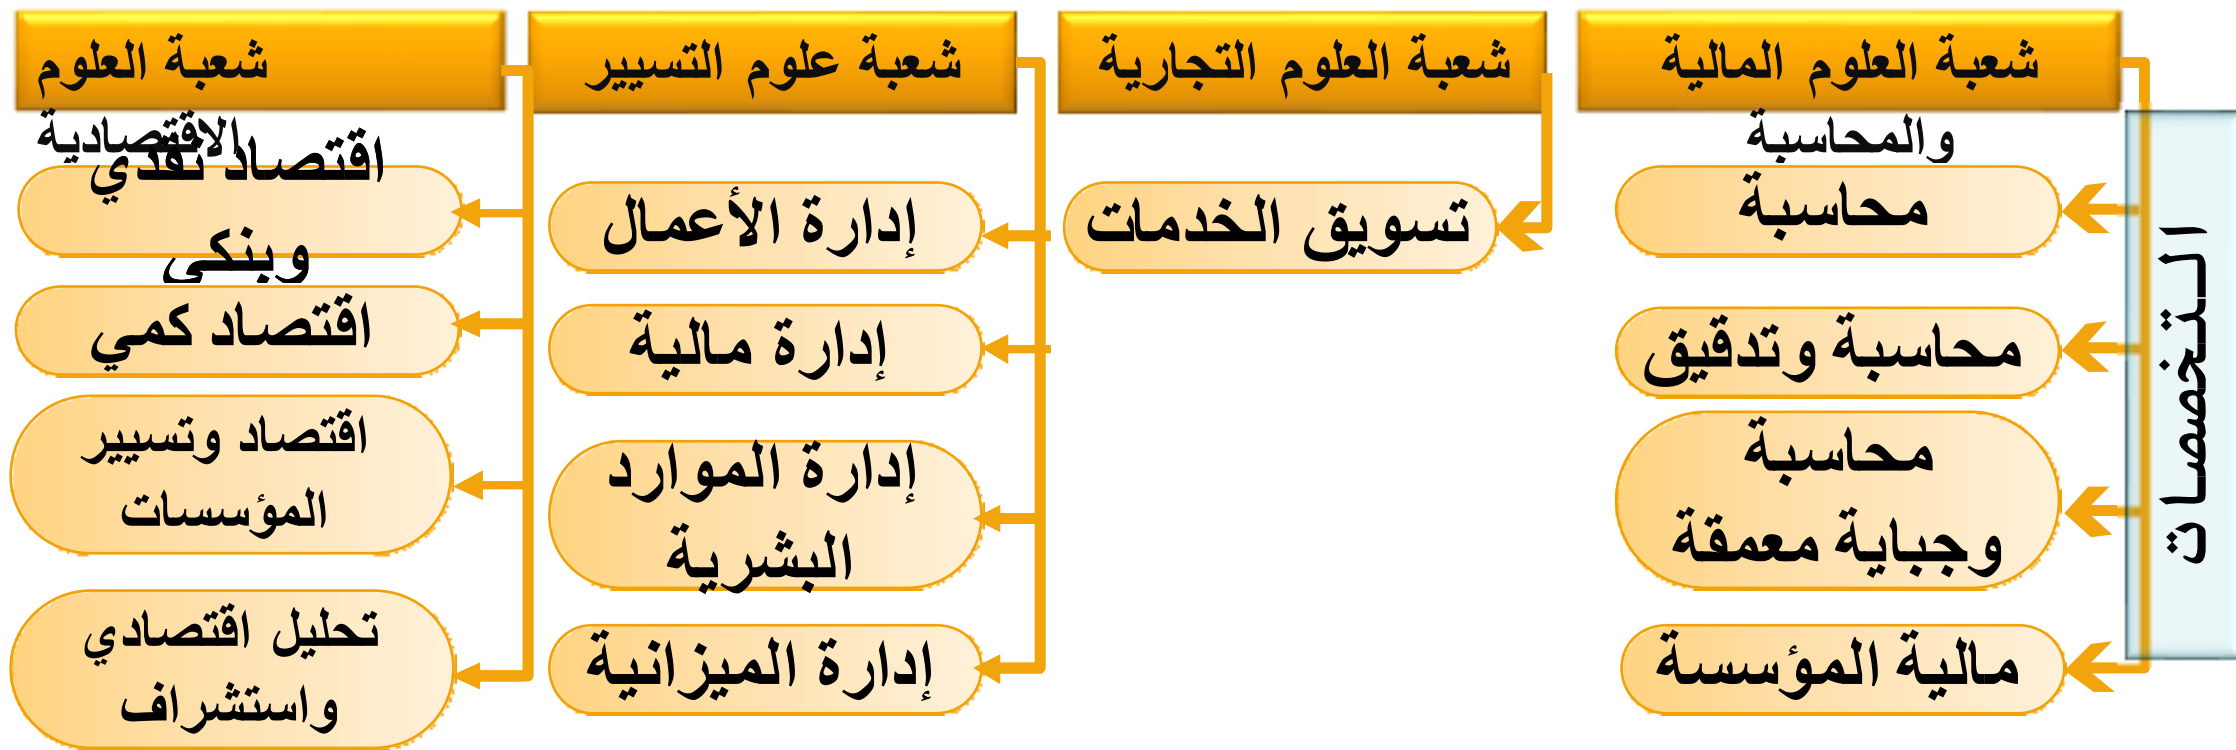 شعبة العلوم المالية
والمحاسبة
محاسبة
محاسبة وتدقيق
محاسبة
وجباية معمقة
مالية المؤسسة
شعبة العلوم التجارية
تسويق الخدمات
شعبة علوم التسيير
إدارة الأعمال
إدارة مالية
إدارة الموارد
البشرية
إدارة الميزانية
شعبة العلوم
الاقتصادية
اقتصاد نقدي
وبنكي
اقتصاد كمي
اقتصاد وتسيير
المؤسسات
تحليل اقتصادي
واستشراف
التخصصات